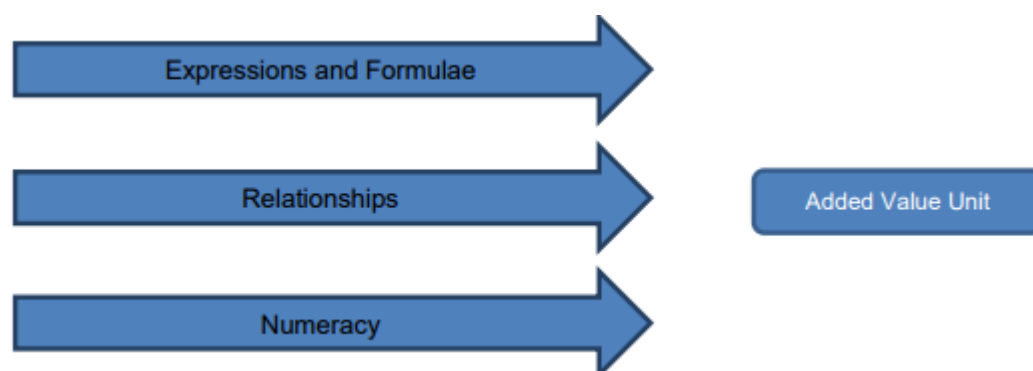 Expressions and Formulae
Relationships
Added Value Unit
Numeracy